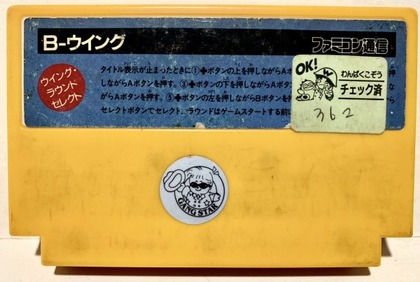 B-ウイング
ファミコン通信
ウイング・
ラウンド
セレクト
タイトル表示が止まったときに①✚ボタンの上を押しながらA
しながらAボタンを押す。③✚ボタンの下を押しながらAボタン
らAボタンを押す。⑤✚ボタンの左を押しながらBボタンを
セレクトボタンでセレクト。ラウンドはゲームスタートする前に
OK!
わんぱくこぞう
チェック済
362
GANG STAR